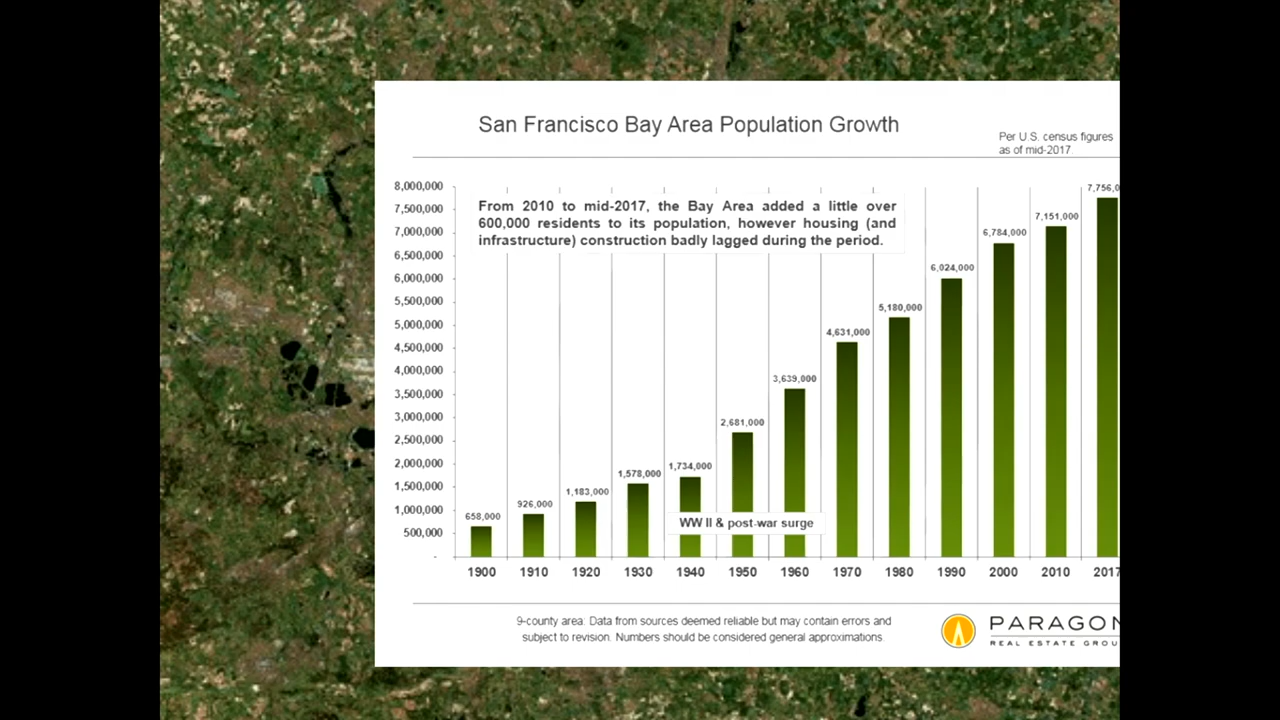 San Francisco Bay Area Population Growth
Per U.S. census figures
as of mid-2017.
8,000,000
7,500,000
7,000,000
6,500,000
6,000,000
5,500,000
5,000,000
4,500,000
4,000,000
3,500,000
3,000,000
2,500,000
2,000,000
1,500,000
1,000,000
500,000
-
From 2010 to mid-2017, the Bay Area added a little over
600,000 residents to its population, however housing (and
infrastructure) construction badly lagged during the period.
658,000
926,000
1,183,000
1,578,000
1,734,000
2,681,000
3,639,000
4,631,000
5,180,000
6,024,000
6,784,000
7,151,000
7,756,0
WW II & post-war surge
1900 1910 1920 1930 1940 1950 1960 1970 1980 1990 2000 2010 2017
9-county area: Data from sources deemed reliable but may contain errors and
subject to revision. Numbers should be considered general approximations.
PARAGON
REAL ESTATE GROU